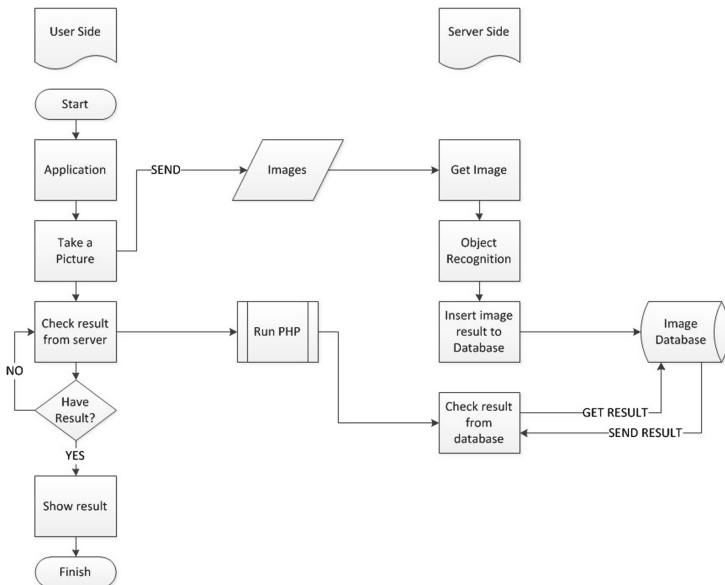 User Side
Server Side
Start
Application
SEND
Images
Get Image
Take a
Picture
Object
Recognition
Check result
from server
Run PHP
Insert image
result to
Database
Image
Database
NO
Have
Result?
Check result
from
database
GET RESULT
SEND RESULT
YES
Show result
Finish